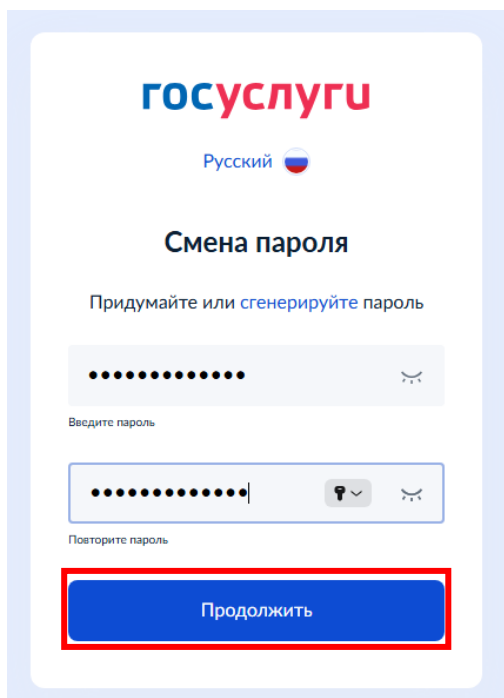 госуслуги
Русский
Смена пароля
Придумайте или сгенерируйте пароль
•••••••••••••
Введите пароль
•••••••••••••
Повторите пароль
Продолжить